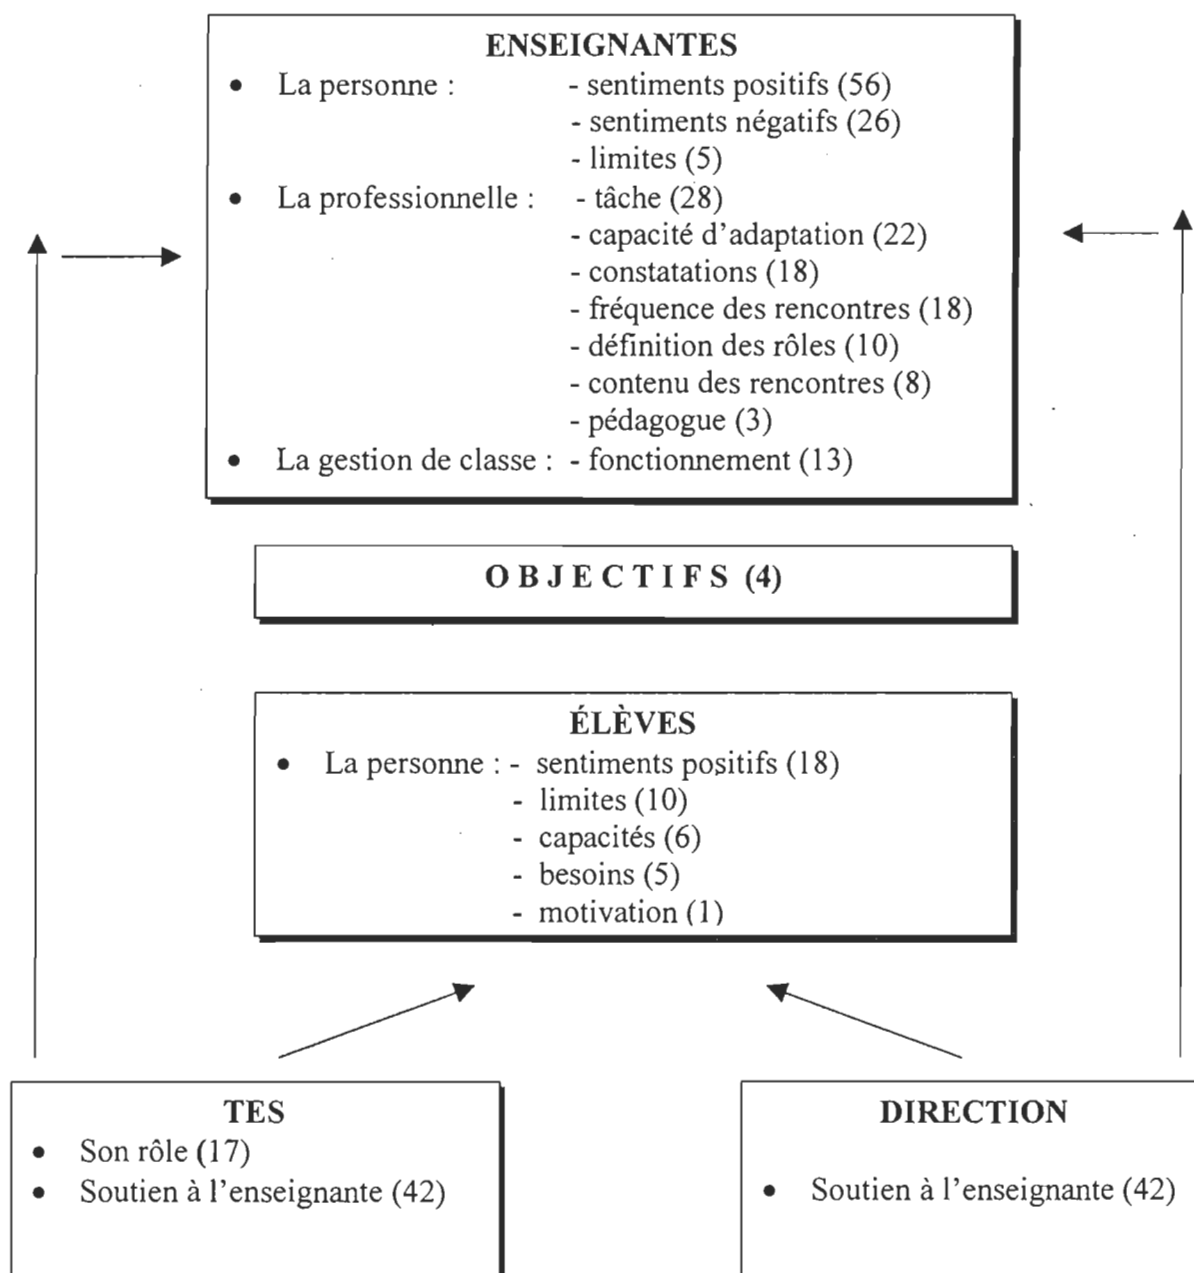 ENSEIGNANTES
• La personne : - sentiments positifs (56)
- sentiments négatifs (26)
- limites (5)
• La professionnelle : - tâche (28)
- capacité d'adaptation (22)
- constatations (18)
- fréquence des rencontres (18)
- définition des rôles (10)
- contenu des rencontres (8)
- pédagogue (3)
• La gestion de classe : - fonctionnement (13)
O B J E C T I F S (4)
ÉLÈVES
• La personne : - sentiments positifs (18)
- limites (10)
- capacités (6)
- besoins (5)
- motivation (1)
TES
• Son rôle (17)
• Soutien à l'enseignante (42)
DIRECTION
• Soutien à l'enseignante (42)